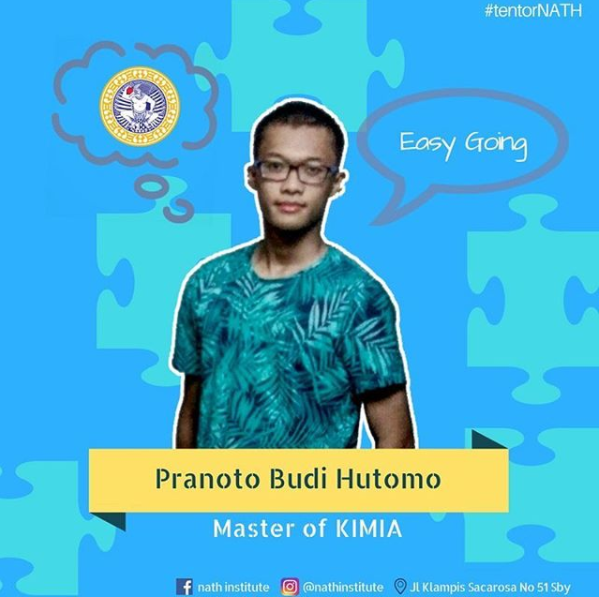 #tentorNATH
Easy Going
Pranoto Budi Hutomo
Master of KIMIA
nath institute @nathinstitute Jl Klampis Sacarosa No 51 Sby